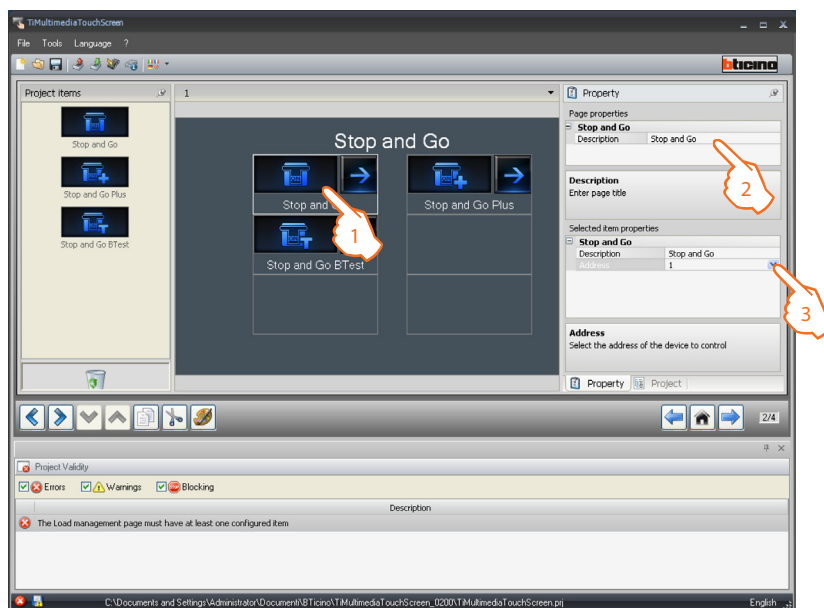 TiMultimediaTouchScreen
File Tools Language ?
bticino
Project items
Stop and Go
Stop and Go Plus
Stop and Go BTest
1
Stop and Go
Stop and
Stop and Go Plus
Stop and Go BTest
1
Property
Page properties
Stop and Go
Description Stop and Go
2
Description
Enter page title
Selected item properties
Stop and Go
Description Stop and Go
Address 1
3
Address
Select the address of the device to control
Property Project
2/4
Project Validity
Errors Warnings Blocking
Description
The Load management page must have at least one configured item
C:\Documents and Settings\Administrator\Documenti\BTicino\TiMultimediaTouchScreen_0200\TiMultimediaTouchScreen.prj
English